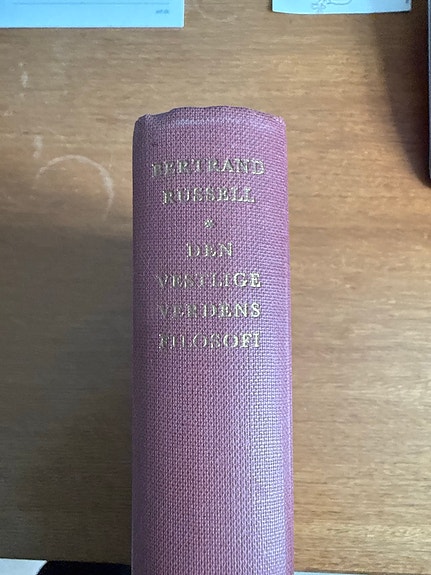 BERTRAND
RUSSELL
*
DEN
VESTLIGE
VERDENS
FILOSOFI